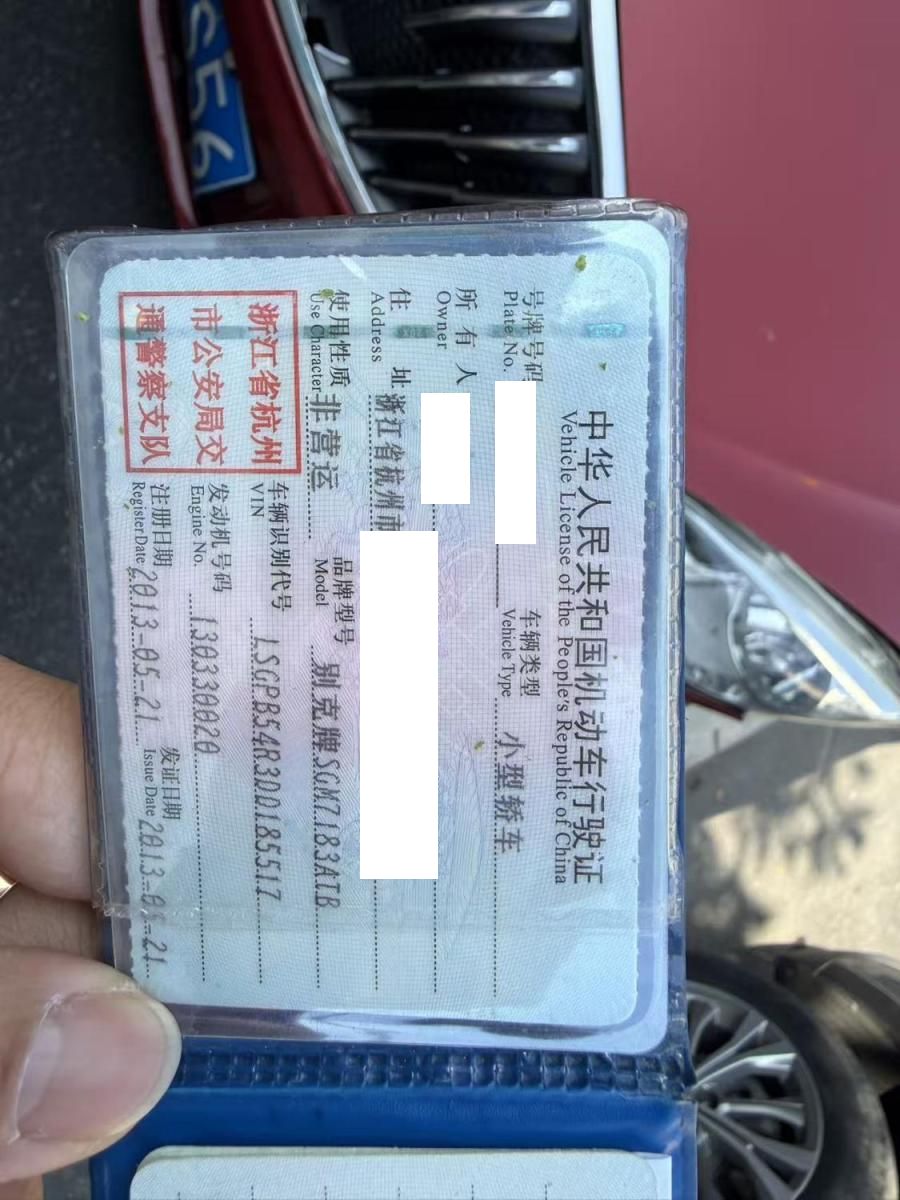 中华人民共和国机动车行驶证
Vehicle License of the People's Republic of China
号牌号码
Plate No.
车辆类型
Vehicle Type
小型轿车
所有人
Owner
住址
Address
浙江省杭州市
使用性质
Use Character
非营运
品牌型号
Model
别克牌SGM7183ATB
浙江省杭州
市公安局交
通警察支队
车辆识别代号
VIN
LSGPB54R3DD185517
发动机号码
Engine No.
130330020
注册日期
Register Date
2013-05-21
发证日期
Issue Date
2013-05-21
S56